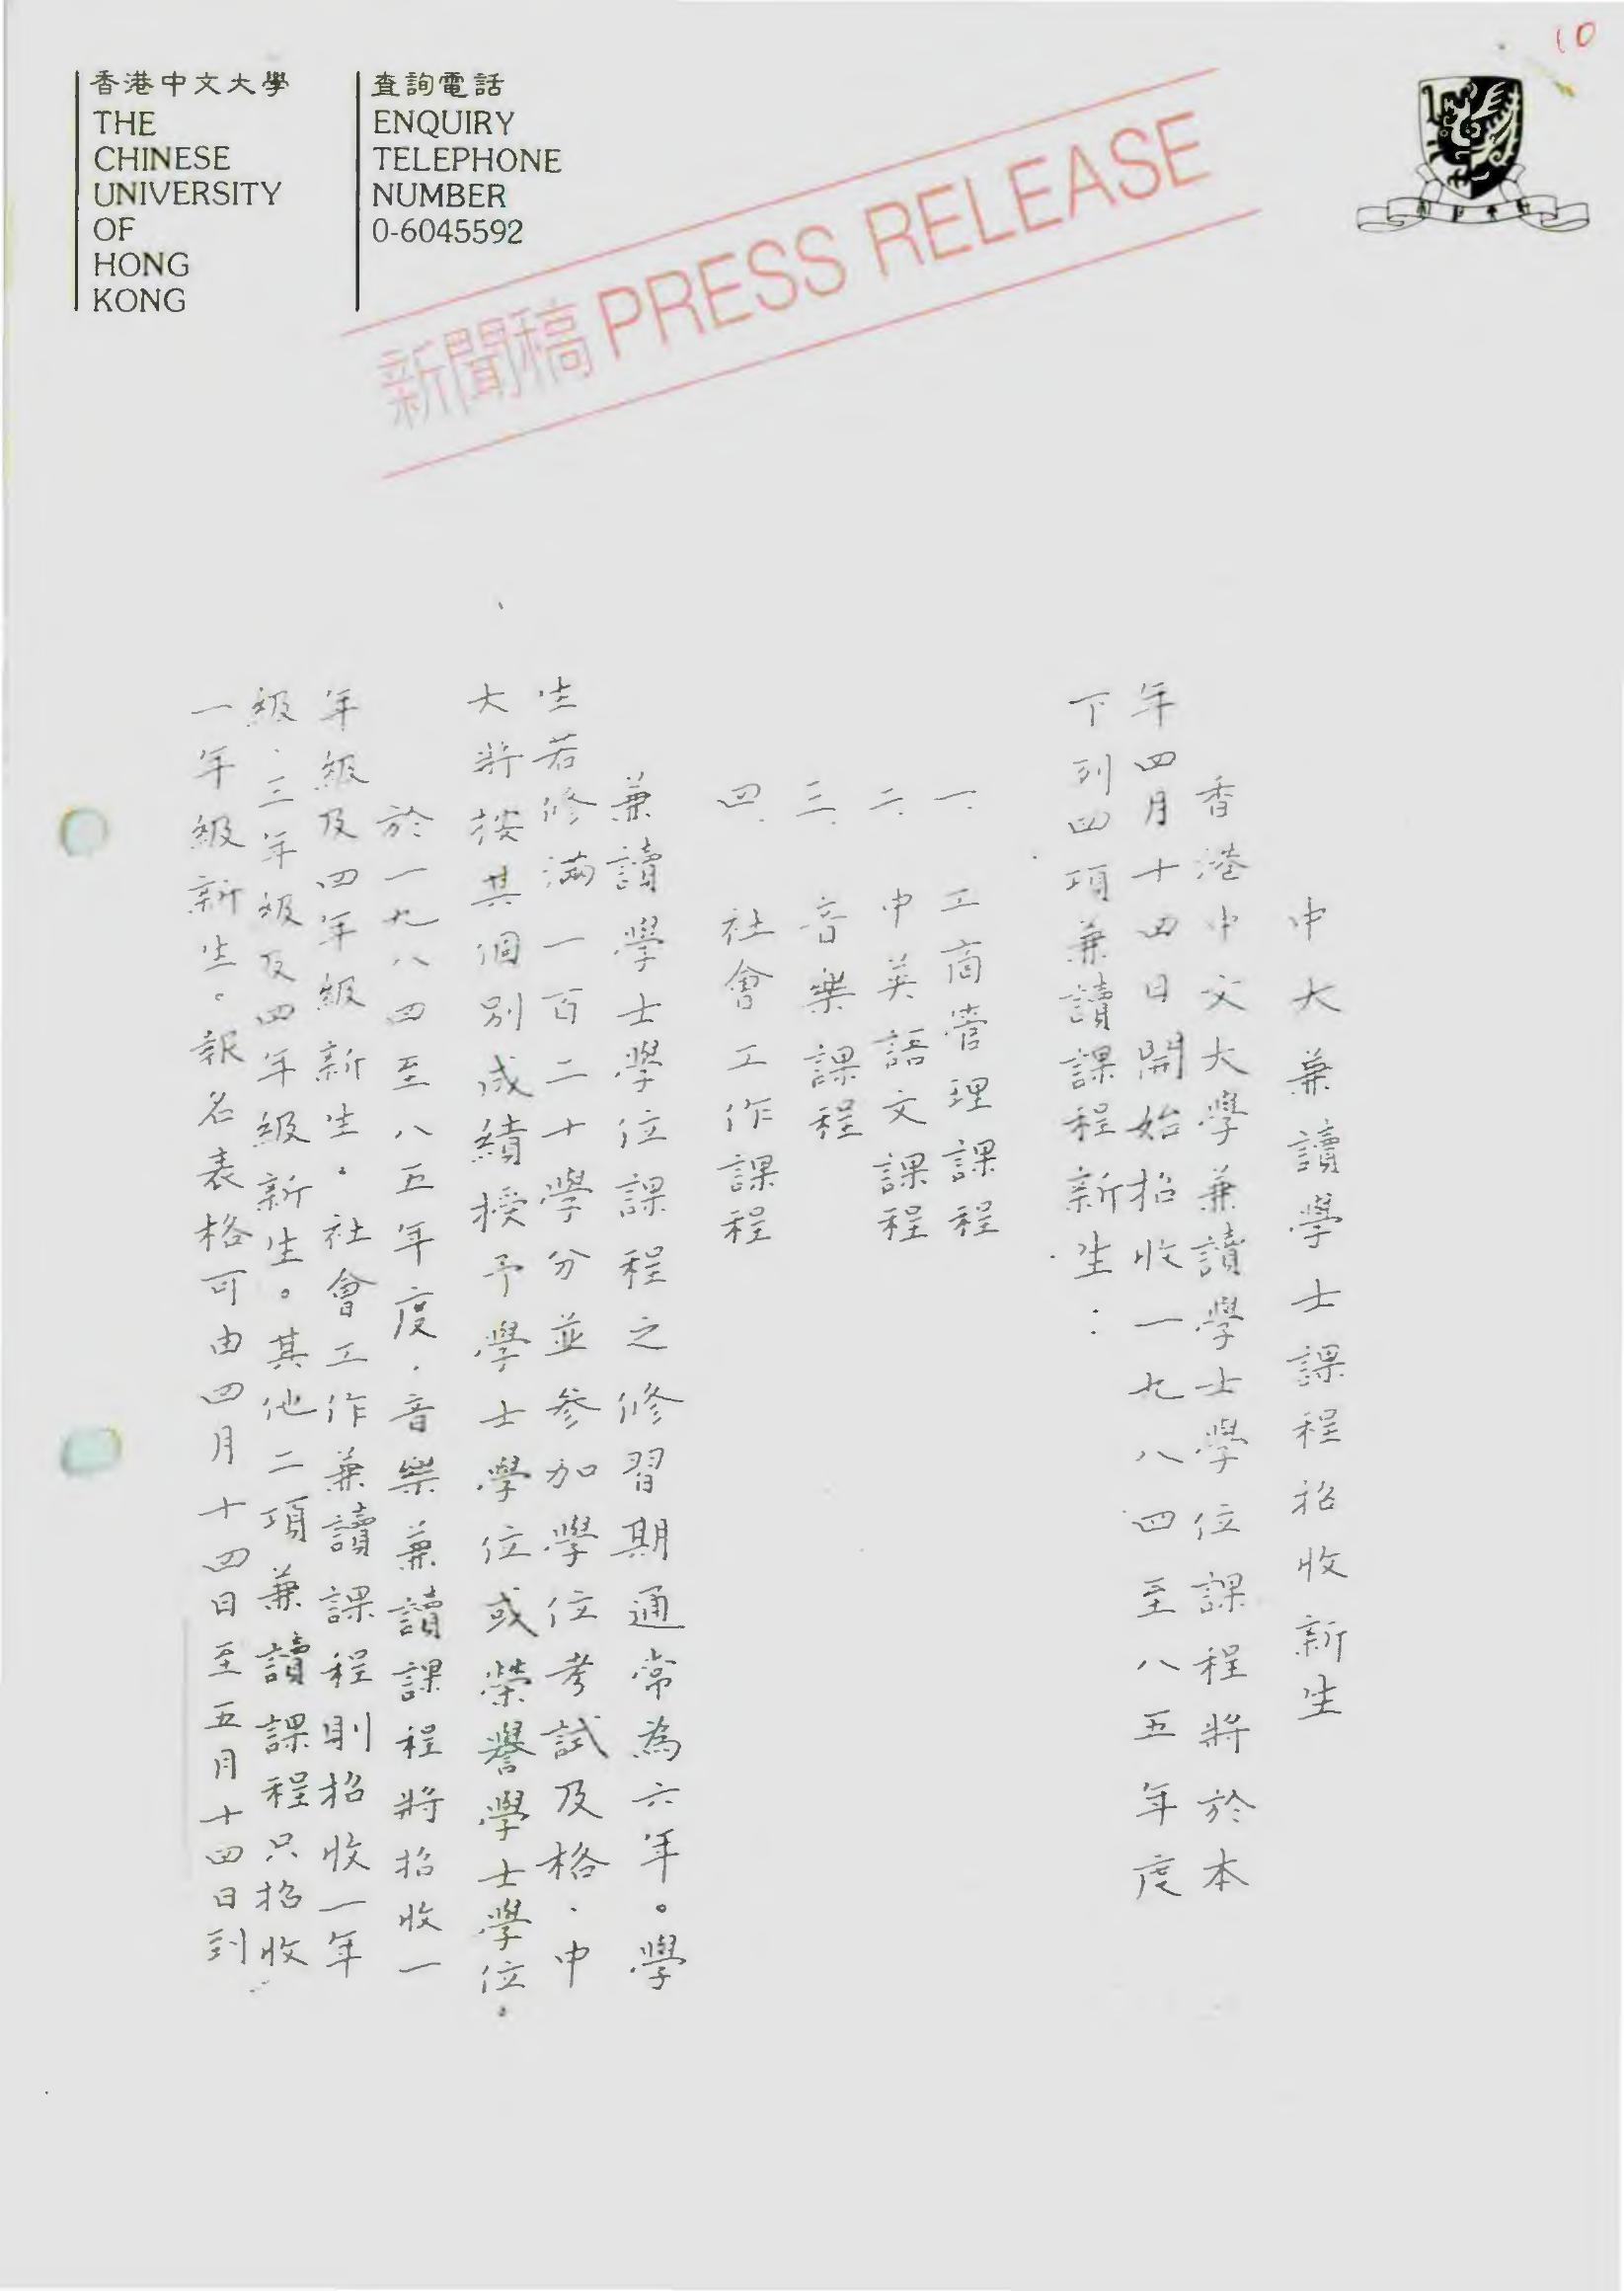 10
香港中文大學
THE
CHINESE
UNIVERSITY
OF
HONG
KONG
查詢電話
ENQUIRY
TELEPHONE
NUMBER
0-6045592
新聞稿 PRESS RELEASE
中大兼讀學士課程招收新生
香港中文大學兼讀學士學位課程將於本
年四月十四日開始招收一九八四至八五年度
下列四項兼讀課程新生：
一. 工商管理課程
二. 中英語文課程
三. 音樂課程
四. 社會工作課程
兼讀學士學位課程之修習期通常為六年。學
生若修滿一百二十學分並參加學位考試及格，中
大將按其個別成績授予學士學位或榮譽學士學位。
於一九八四至八五年度，音樂兼讀課程將招收一
年級及四年級新生。社會工作兼讀課程則招收一年
級、三年級及四年級新生。其他二項兼讀課程只招收
一年級新生。報名表格可由四月十四日至五月十四日到